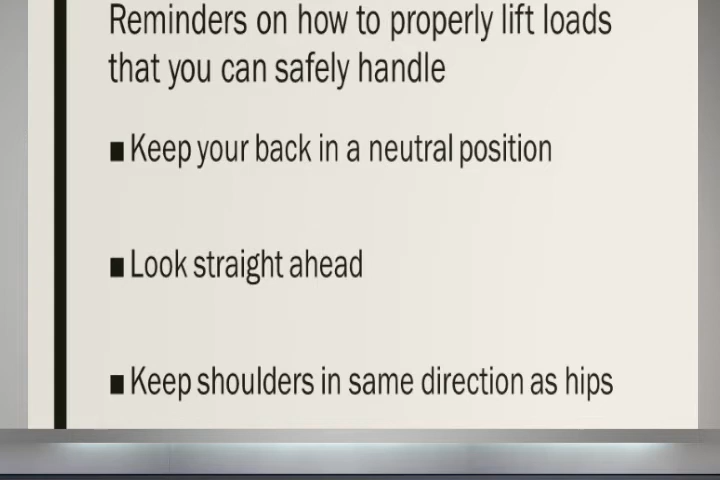 Reminders on how to properly lift loads
that you can safely handle
■ Keep your back in a neutral position
■ Look straight ahead
■ Keep shoulders in same direction as hips